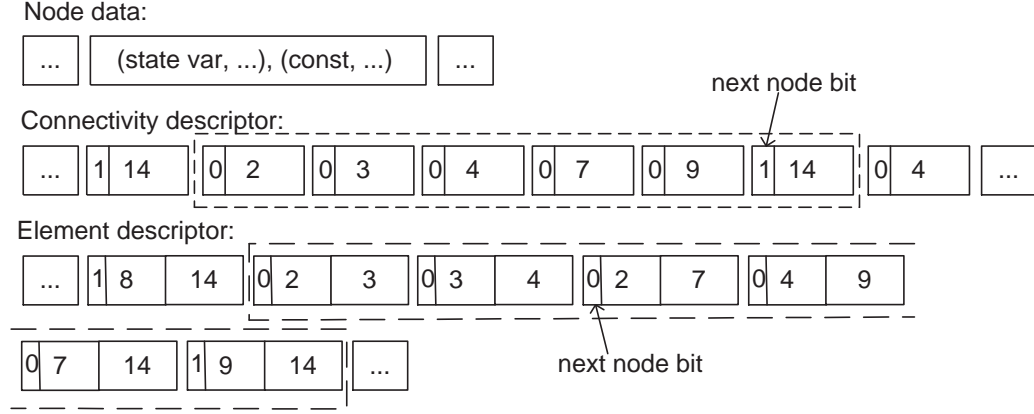 Node data:
... (state var, ...), (const, ...) ...
next node bit
Connectivity descriptor:
... 1 14 0 2 0 3 0 4 0 7 0 9 1 14 0 4 ...
Element descriptor:
... 1 8 14 0 2 3 0 3 4 0 2 7 0 4 9
0 7 14 1 9 14 ...
next node bit